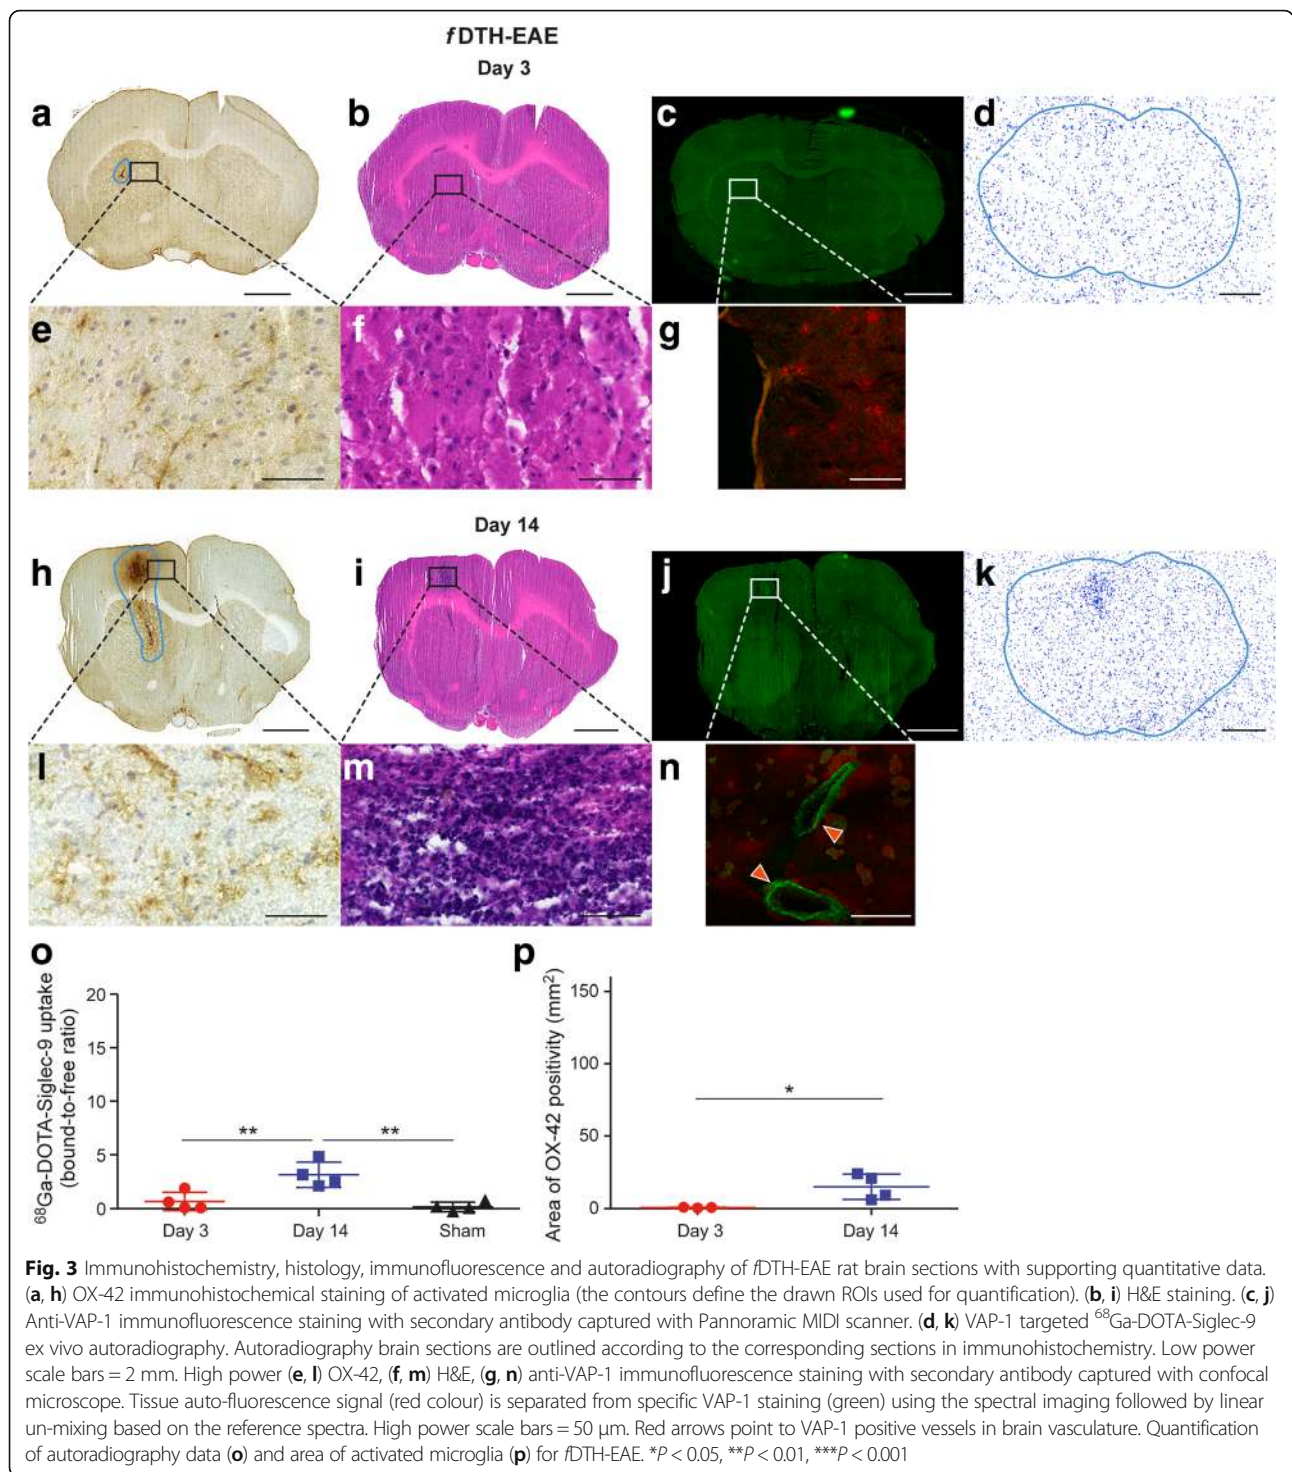 fDTH-EAE
Day 3
a b c d
e f g
Day 14
h i j k
l m n
o p
⁶⁸Ga-DOTA-Siglec-9 uptake
(bound-to-free ratio)
20
15
10
5
0
** **
Day 3 Day 14 Sham
Area of OX-42 positivity (mm²)
150
100
50
0
*
Day 3 Day 14
Fig. 3 Immunohistochemistry, histology, immunofluorescence and autoradiography of fDTH-EAE rat brain sections with supporting quantitative data.
(a, h) OX-42 immunohistochemical staining of activated microglia (the contours define the drawn ROIs used for quantification). (b, i) H&E staining. (c, j)
Anti-VAP-1 immunofluorescence staining with secondary antibody captured with Pannoramic MIDI scanner. (d, k) VAP-1 targeted ⁶⁸Ga-DOTA-Siglec-9
ex vivo autoradiography. Autoradiography brain sections are outlined according to the corresponding sections in immunohistochemistry. Low power
scale bars = 2 mm. High power (e, l) OX-42, (f, m) H&E, (g, n) anti-VAP-1 immunofluorescence staining with secondary antibody captured with confocal
microscope. Tissue auto-fluorescence signal (red colour) is separated from specific VAP-1 staining (green) using the spectral imaging followed by linear
un-mixing based on the reference spectra. High power scale bars = 50 μm. Red arrows point to VAP-1 positive vessels in brain vasculature. Quantification
of autoradiography data (o) and area of activated microglia (p) for fDTH-EAE. *P < 0.05, **P < 0.01, ***P < 0.001